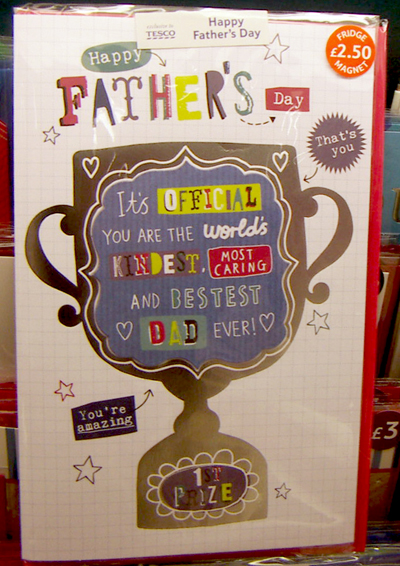 exclusive to
TESCO
Happy
Father's Day
FRIDGE
£2.50
MAGNET
Happy
FATHER'S
Day
That's
you
It's OFFICIAL
YOU ARE THE world's
KINDEST,
MOST
CARING
AND BESTEST
DAD EVER!
You're
amazing
£3
1ST
PRIZE